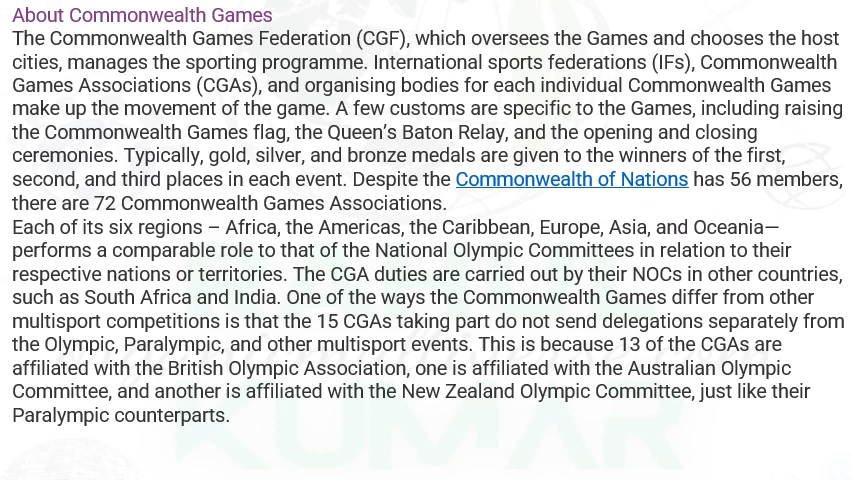 About Commonwealth Games
The Commonwealth Games Federation (CGF), which oversees the Games and chooses the host
cities, manages the sporting programme. International sports federations (IFs), Commonwealth
Games Associations (CGAs), and organising bodies for each individual Commonwealth Games
make up the movement of the game. A few customs are specific to the Games, including raising
the Commonwealth Games flag, the Queen's Baton Relay, and the opening and closing
ceremonies. Typically, gold, silver, and bronze medals are given to the winners of the first,
second, and third places in each event. Despite the Commonwealth of Nations has 56 members,
there are 72 Commonwealth Games Associations.
Each of its six regions – Africa, the Americas, the Caribbean, Europe, Asia, and Oceania—
performs a comparable role to that of the National Olympic Committees in relation to their
respective nations or territories. The CGA duties are carried out by their NOCs in other countries,
such as South Africa and India. One of the ways the Commonwealth Games differ from other
multisport competitions is that the 15 CGAs taking part do not send delegations separately from
the Olympic, Paralympic, and other multisport events. This is because 13 of the CGAs are
affiliated with the British Olympic Association, one is affiliated with the Australian Olympic
Committee, and another is affiliated with the New Zealand Olympic Committee, just like their
Paralympic counterparts.
KUMAR